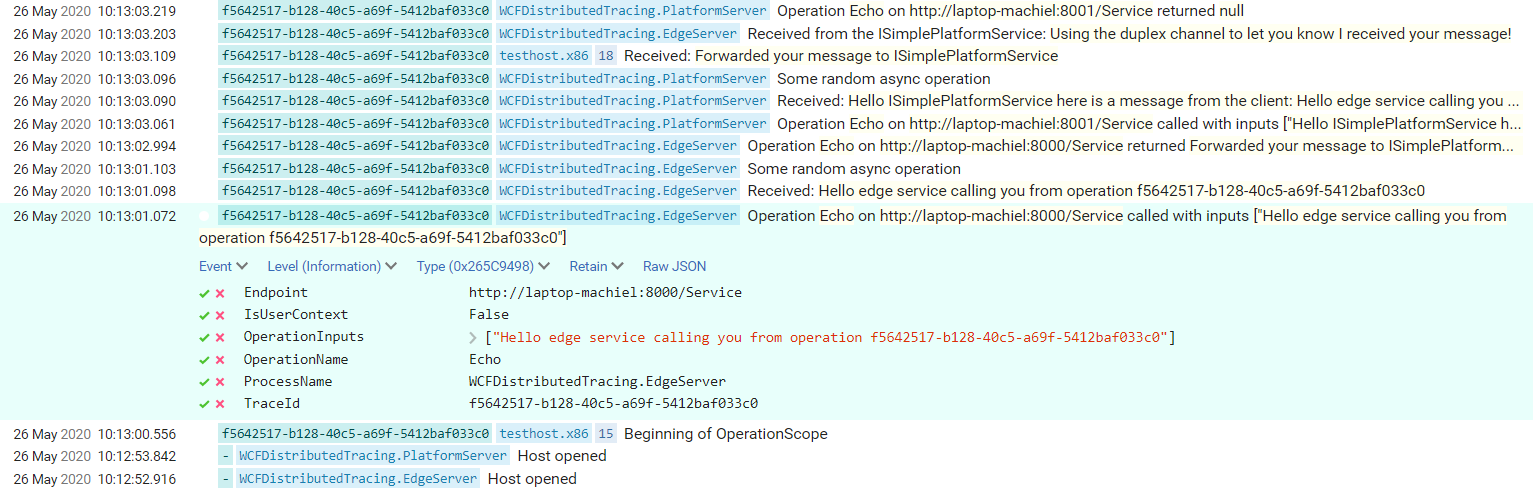 26 May 2020 10:13:03.219 f5642517-b128-40c5-a69f-5412baf033c0 WCFDistributedTracing.PlatformServer Operation Echo on http://laptop-machiel:8001/Service returned null
26 May 2020 10:13:03.203 f5642517-b128-40c5-a69f-5412baf033c0 WCFDistributedTracing.EdgeServer Received from the ISimplePlatformService: Using the duplex channel to let you know I received your message!
26 May 2020 10:13:03.109 f5642517-b128-40c5-a69f-5412baf033c0 testhost.x86 18 Received: Forwarded your message to ISimplePlatformService
26 May 2020 10:13:03.096 f5642517-b128-40c5-a69f-5412baf033c0 WCFDistributedTracing.PlatformServer Some random async operation
26 May 2020 10:13:03.090 f5642517-b128-40c5-a69f-5412baf033c0 WCFDistributedTracing.PlatformServer Received: Hello ISimplePlatformService here is a message from the client: Hello edge service calling you ...
26 May 2020 10:13:03.061 f5642517-b128-40c5-a69f-5412baf033c0 WCFDistributedTracing.PlatformServer Operation Echo on http://laptop-machiel:8001/Service called with inputs ["Hello ISimplePlatformService h...
26 May 2020 10:13:02.994 f5642517-b128-40c5-a69f-5412baf033c0 WCFDistributedTracing.EdgeServer Operation Echo on http://laptop-machiel:8000/Service returned Forwarded your message to ISimplePlatform...
26 May 2020 10:13:01.103 f5642517-b128-40c5-a69f-5412baf033c0 WCFDistributedTracing.EdgeServer Some random async operation
26 May 2020 10:13:01.098 f5642517-b128-40c5-a69f-5412baf033c0 WCFDistributedTracing.EdgeServer Received: Hello edge service calling you from operation f5642517-b128-40c5-a69f-5412baf033c0
26 May 2020 10:13:01.072 f5642517-b128-40c5-a69f-5412baf033c0 WCFDistributedTracing.EdgeServer Operation Echo on http://laptop-machiel:8000/Service called with inputs ["Hello edge service calling you from
operation f5642517-b128-40c5-a69f-5412baf033c0"]
Event Level (Information) Type (0x265C9498) Retain Raw JSON
Endpoint http://laptop-machiel:8000/Service
IsUserContext False
OperationInputs ["Hello edge service calling you from operation f5642517-b128-40c5-a69f-5412baf033c0"]
OperationName Echo
ProcessName WCFDistributedTracing.EdgeServer
TraceId f5642517-b128-40c5-a69f-5412baf033c0
26 May 2020 10:13:00.556 f5642517-b128-40c5-a69f-5412baf033c0 testhost.x86 15 Beginning of OperationScope
26 May 2020 10:12:53.842 - WCFDistributedTracing.PlatformServer Host opened
26 May 2020 10:12:52.916 - WCFDistributedTracing.EdgeServer Host opened